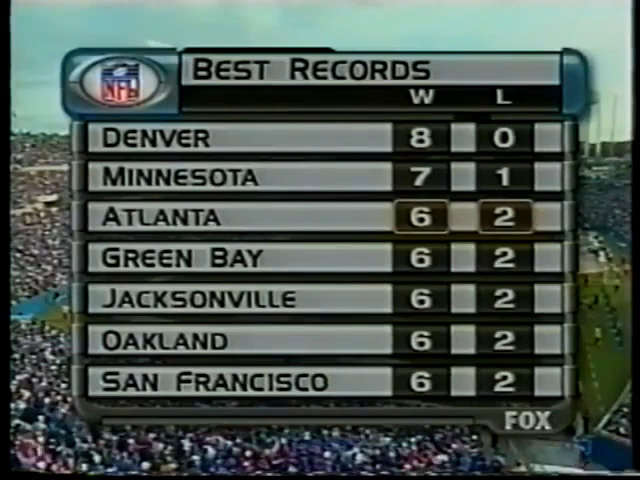 NFL
BEST RECORDS
W L
DENVER 8 0
MINNESOTA 7 1
ATLANTA 6 2
GREEN BAY 6 2
JACKSONVILLE 6 2
OAKLAND 6 2
SAN FRANCISCO 6 2
FOX